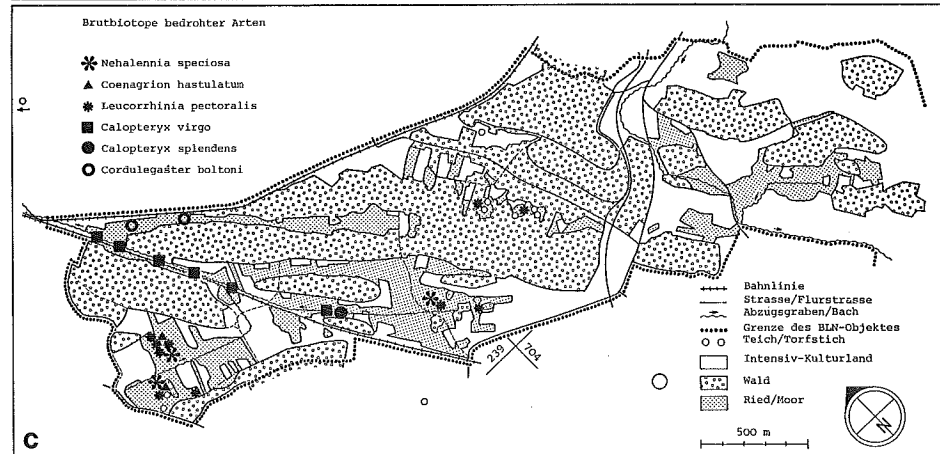 Brutbiotope bedrohter Arten
Nehalennia speciosa
Coenagrion hastulatum
Leucorrhinia pectoralis
Calopteryx virgo
Calopteryx splendens
Cordulegaster boltoni
239 704
Bahnlinie
Strasse/Flurstrasse
Abzugsgraben/Bach
Grenze des BLN-Objektes
Teich/Torfstich
Intensiv-Kulturland
Wald
Ried/Moor
500 m
N
C